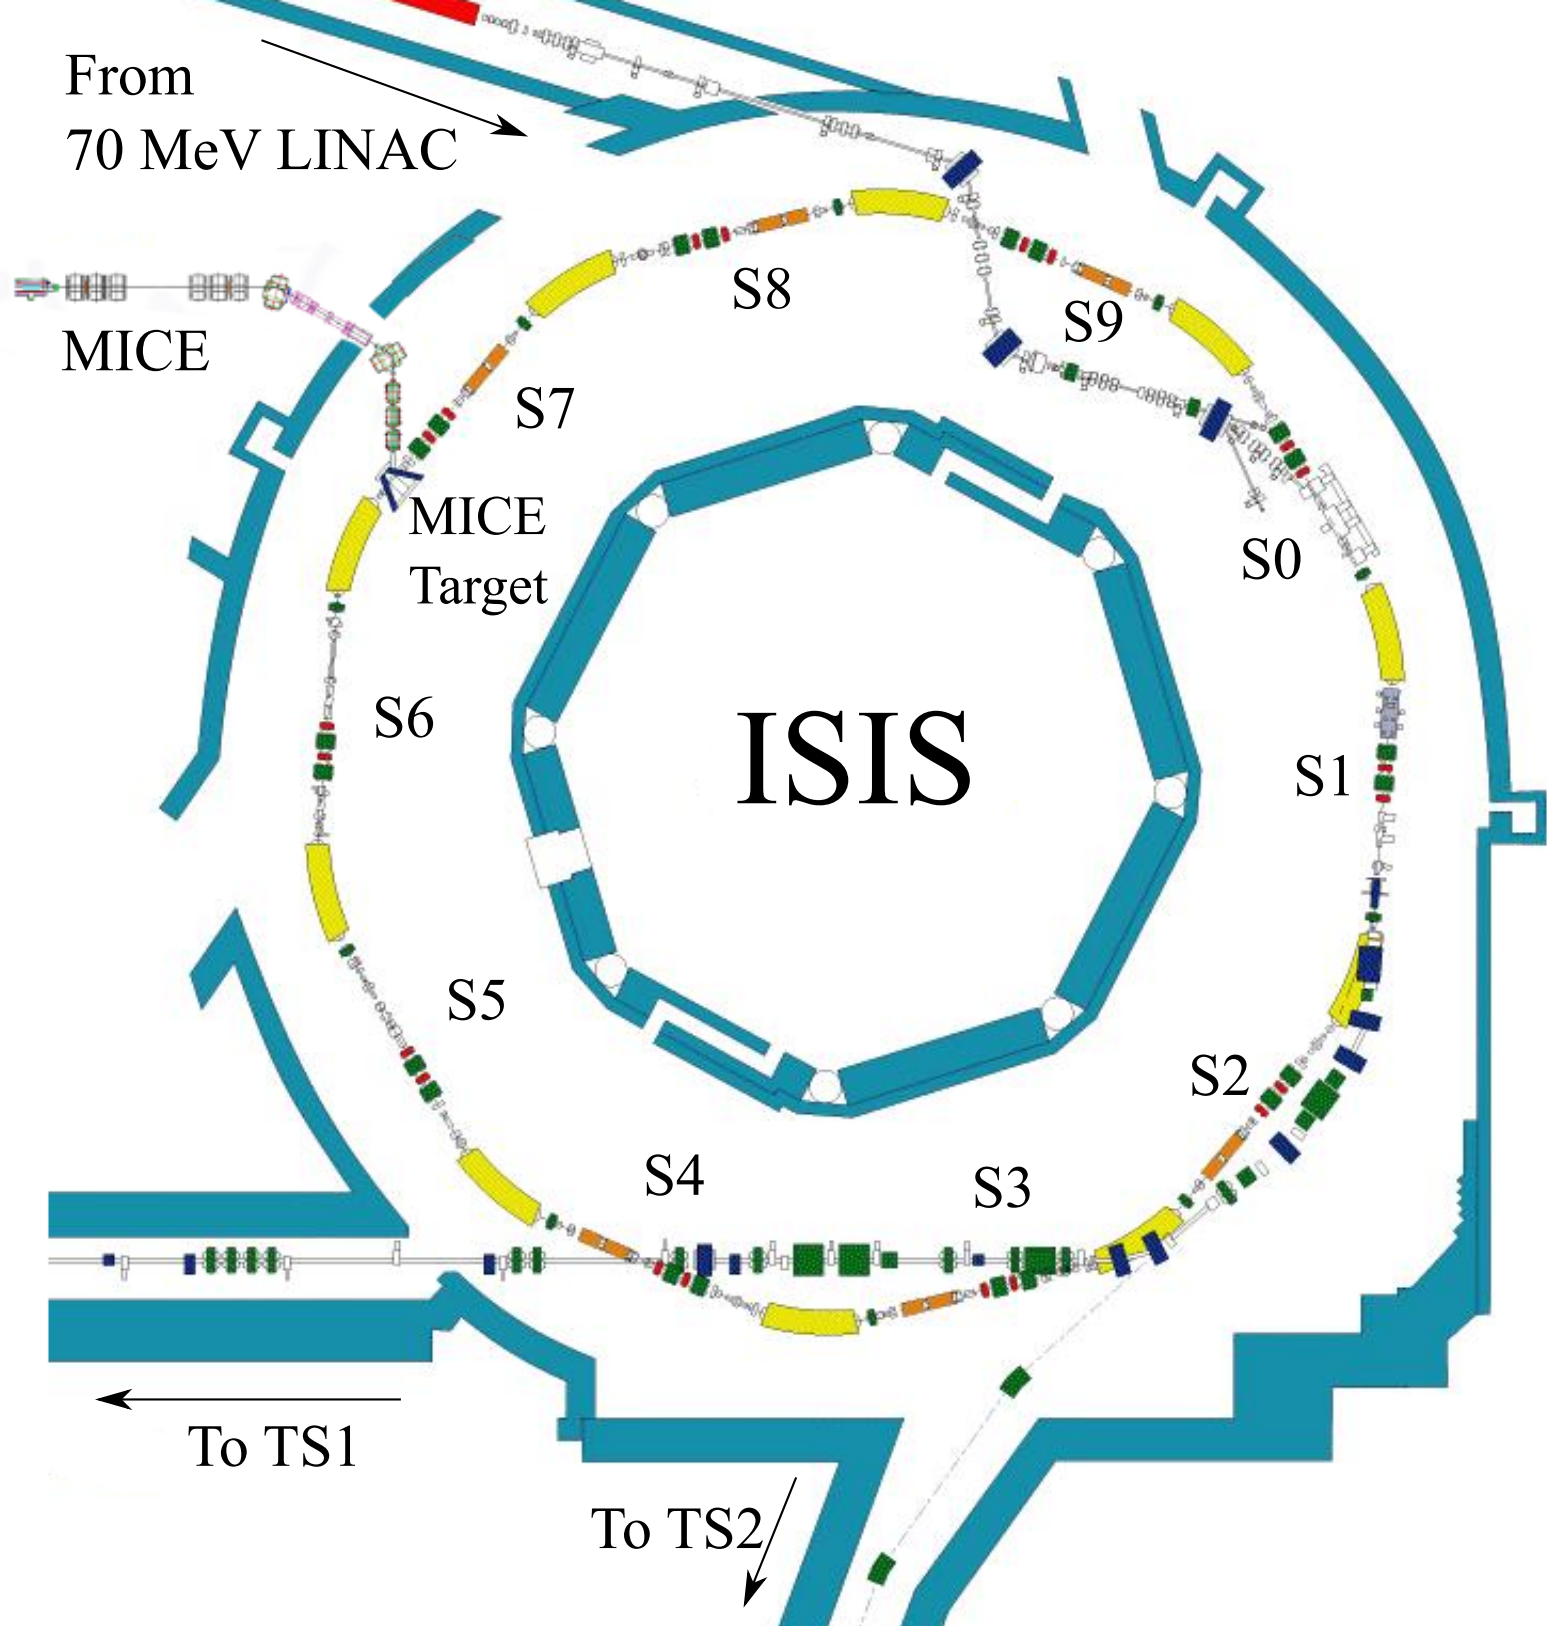 From
70 MeV LINAC
MICE
S8
S9
S7
MICE
Target
S0
S6
ISIS
S1
S5
S2
S4
S3
To TS1
To TS2